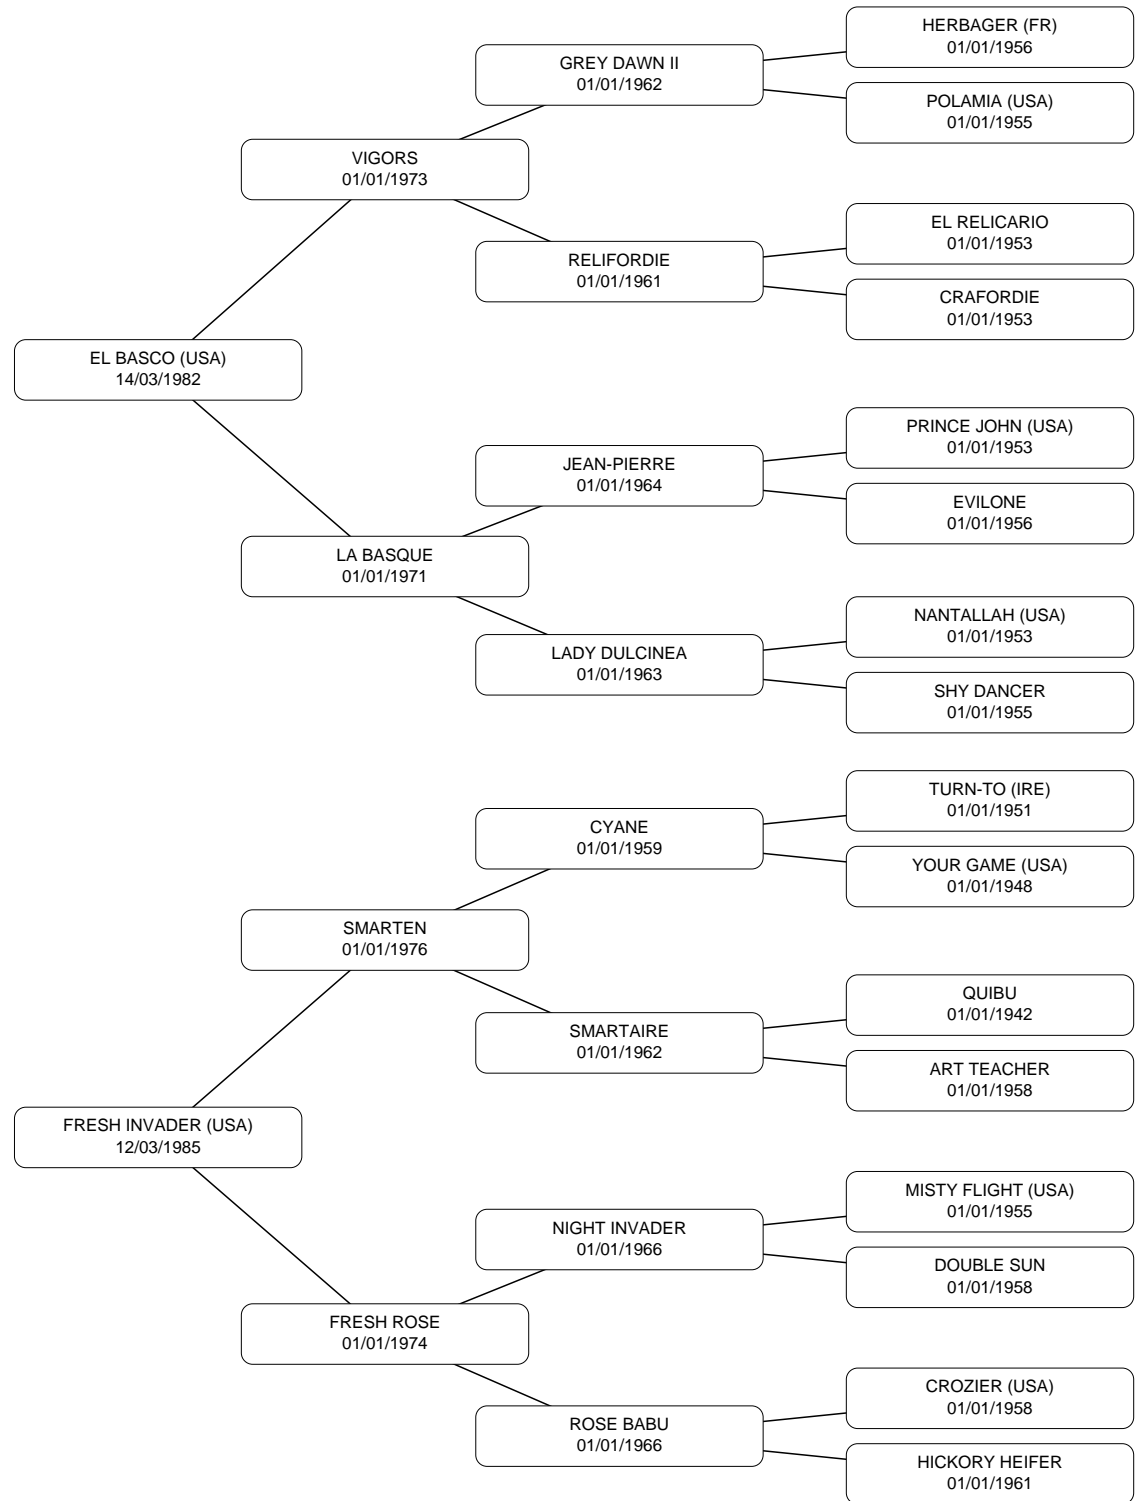 HERBAGER (FR)
01/01/1956
GREY DAWN II
01/01/1962
POLAMIA (USA)
01/01/1955
VIGORS
01/01/1973
EL RELICARIO
01/01/1953
RELIFORDIE
01/01/1961
CRAFORDIE
01/01/1953
EL BASCO (USA)
14/03/1982
PRINCE JOHN (USA)
01/01/1953
JEAN-PIERRE
01/01/1964
EVILONE
01/01/1956
LA BASQUE
01/01/1971
NANTALLAH (USA)
01/01/1953
LADY DULCINEA
01/01/1963
SHY DANCER
01/01/1955
TURN-TO (IRE)
01/01/1951
CYANE
01/01/1959
YOUR GAME (USA)
01/01/1948
SMARTEN
01/01/1976
QUIBU
01/01/1942
SMARTAIRE
01/01/1962
ART TEACHER
01/01/1958
FRESH INVADER (USA)
12/03/1985
MISTY FLIGHT (USA)
01/01/1955
NIGHT INVADER
01/01/1966
DOUBLE SUN
01/01/1958
FRESH ROSE
01/01/1974
CROZIER (USA)
01/01/1958
ROSE BABU
01/01/1966
HICKORY HEIFER
01/01/1961